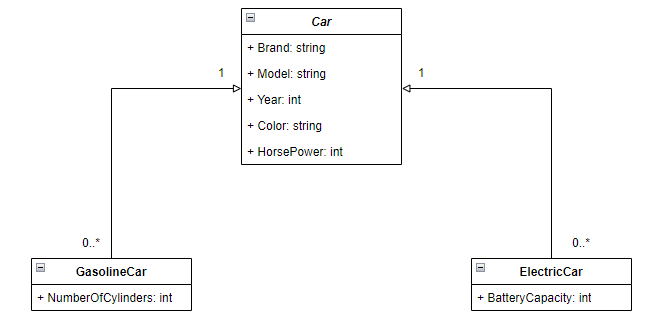 Car
+ Brand: string
+ Model: string
+ Year: int
+ Color: string
+ HorsePower: int
1
1
0..*
0..*
GasolineCar
+ NumberOfCylinders: int
ElectricCar
+ BatteryCapacity: int